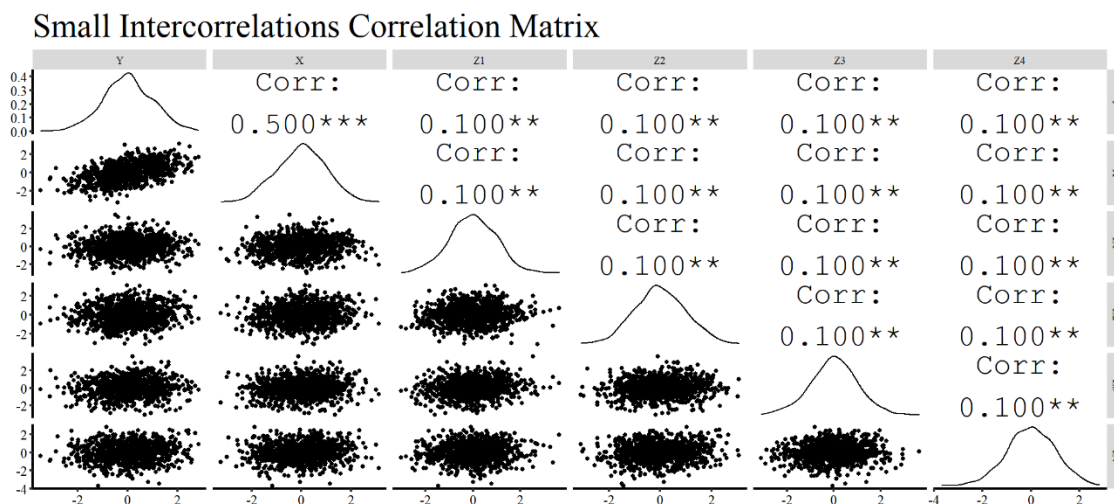 Small Intercorrelations Correlation Matrix
Y X Z1 Z2 Z3 Z4
0.4 Corr: Corr: Corr: Corr: Corr:
0.3
0.2
0.1 0.500*** 0.100** 0.100** 0.100** 0.100**
0.0
2 Corr: Corr: Corr: Corr:
0
-2 0.100** 0.100** 0.100** 0.100**
2 Corr: Corr: Corr:
0
-2 0.100** 0.100** 0.100**
2 Corr: Corr:
0
-2 0.100** 0.100**
2 Corr:
0
-2 0.100**
2
0
-2
-4
-2 0 2 -2 0 2 -2 0 2 -2 0 2 -2 0 2 -4 -2 0 2